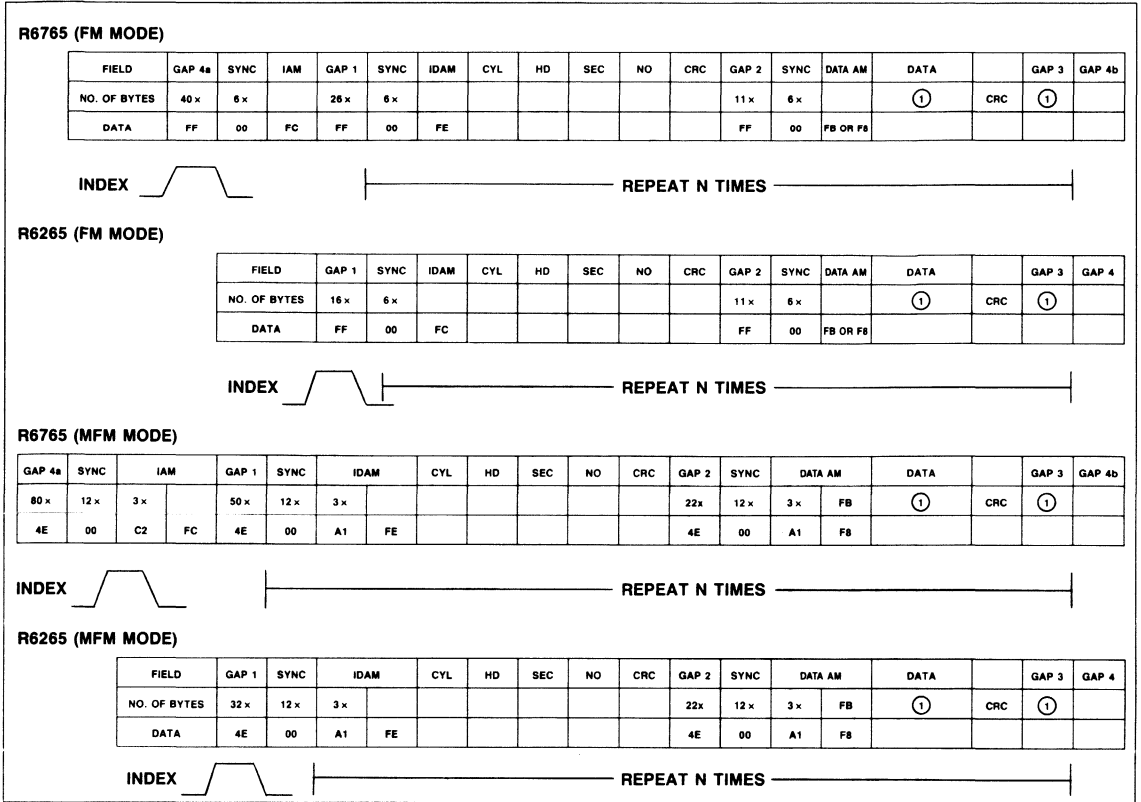 R6765 (FM MODE)
FIELD GAP 4a SYNC IAM GAP 1 SYNC IDAM CYL HD SEC NO CRC GAP 2 SYNC DATA AM DATA GAP 3 GAP 4b
NO. OF BYTES 40 x 6 x 26 x 6 x 11 x 6 x ① CRC ①
DATA FF 00 FC FF 00 FE FF 00 FB OR F8
INDEX REPEAT N TIMES
R6265 (FM MODE)
FIELD GAP 1 SYNC IDAM CYL HD SEC NO CRC GAP 2 SYNC DATA AM DATA GAP 3 GAP 4
NO. OF BYTES 16 x 6 x 11 x 6 x ① CRC ①
DATA FF 00 FC FF 00 FB OR F8
INDEX REPEAT N TIMES
R6765 (MFM MODE)
GAP 4a SYNC IAM GAP 1 SYNC IDAM CYL HD SEC NO CRC GAP 2 SYNC DATA AM DATA GAP 3 GAP 4b
80 x 12 x 3 x 50 x 12 x 3 x 22x 12 x 3 x FB ① CRC ①
4E 00 C2 FC 4E 00 A1 FE 4E 00 A1 F8
INDEX REPEAT N TIMES
R6265 (MFM MODE)
FIELD GAP 1 SYNC IDAM CYL HD SEC NO CRC GAP 2 SYNC DATA AM DATA GAP 3 GAP 4
NO. OF BYTES 32 x 12 x 3 x 22x 12 x 3 x FB ① CRC ①
DATA 4E 00 A1 FE 4E 00 A1 F8
INDEX REPEAT N TIMES